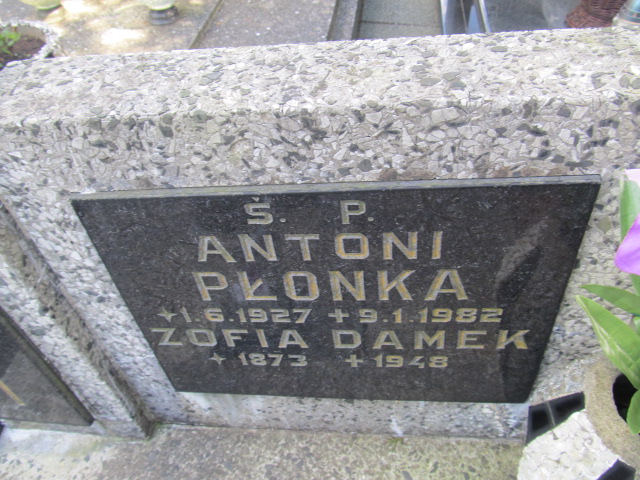 Š. P.
ANTONI
PŁONKA
+1.6.1927 +9.1.1982
ZOFIA DAMEK
+1873 +1948